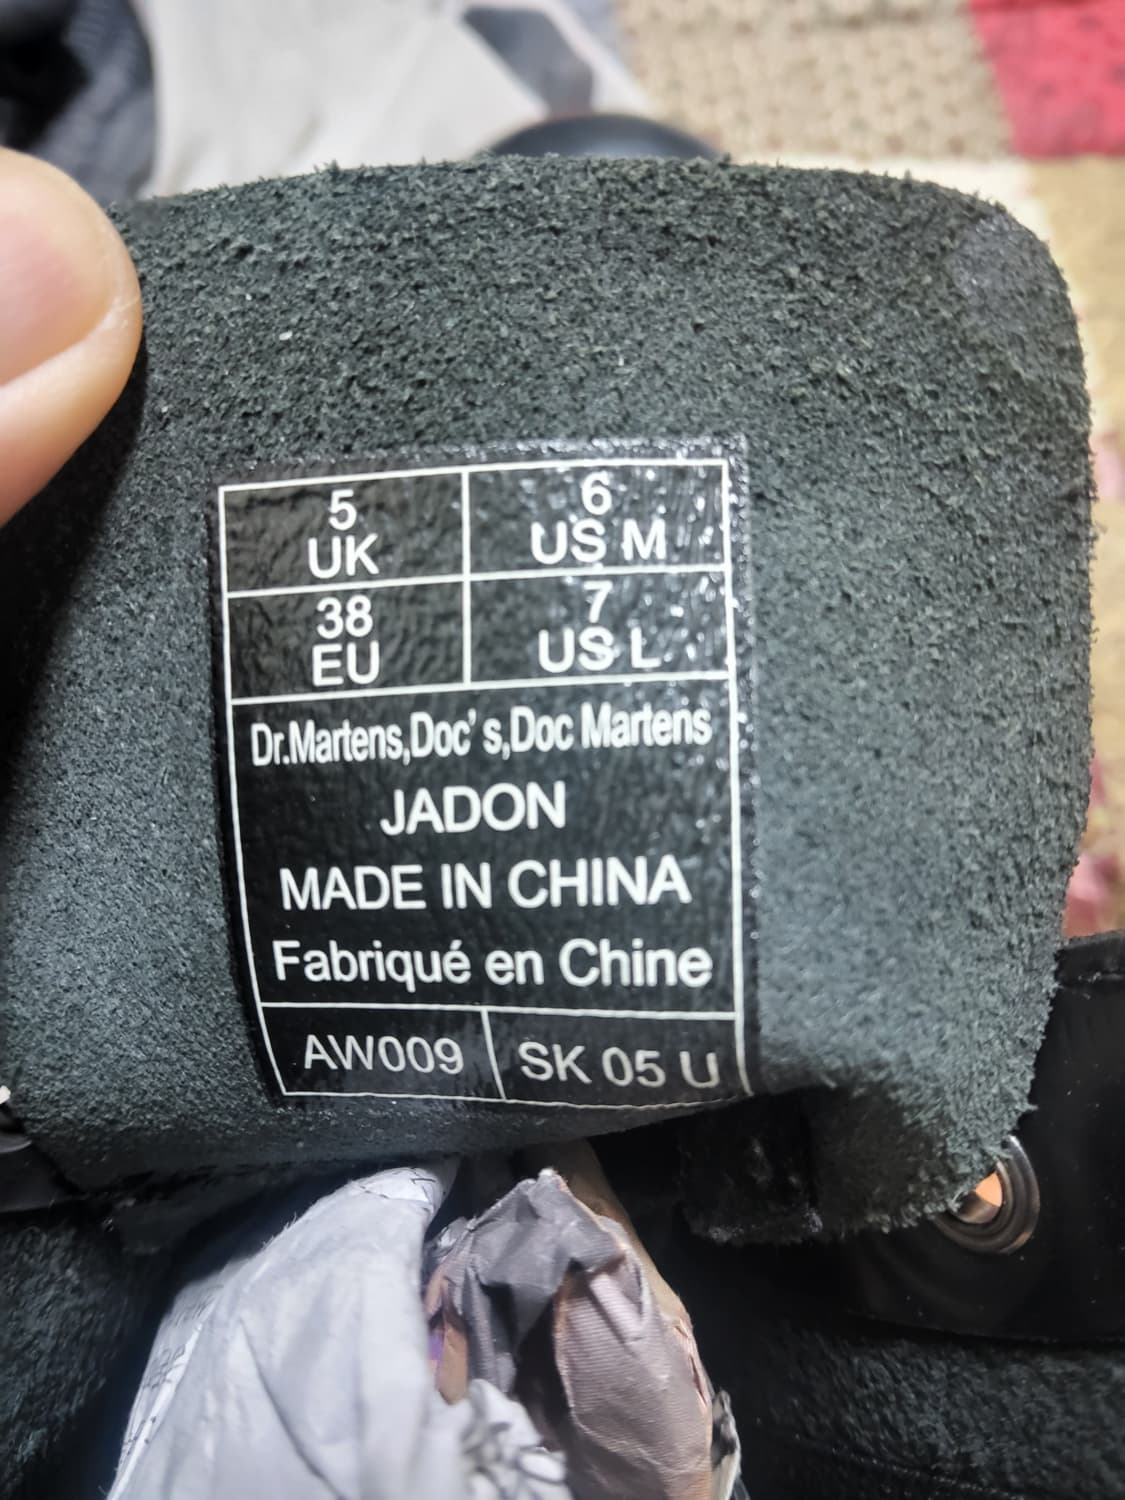 5
UK
6
US M
38
EU
7
US L
Dr.Martens,Doc's,Doc Martens
JADON
MADE IN CHINA
Fabriqué en Chine
AW009
SK 05 U